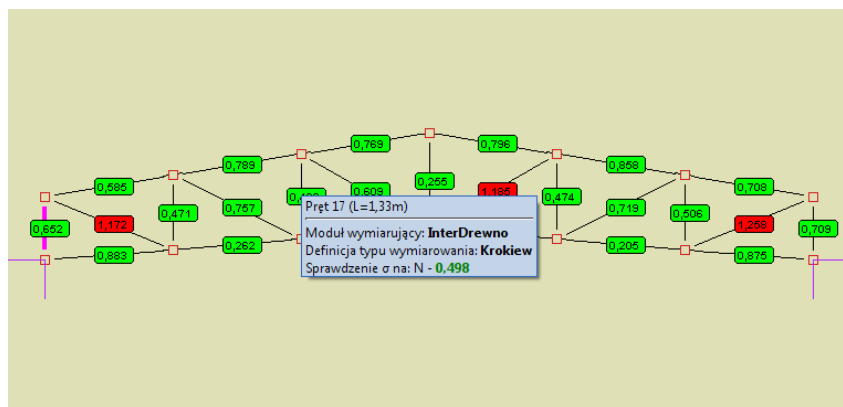 0,769 0,796
0,789 0,858
0,585 0,708
0,255
0,609 1,185
0,757 0,474 0,719
0,471 0,506
1,172 1,258
0,652 0,709
0,262 0,205
0,883 0,875
Pręt 17 (L=1,33m)
Moduł wymiarujący: InterDrewno
Definicja typu wymiarowania: Krokiew
Sprawdzenie σ na: N - 0,498